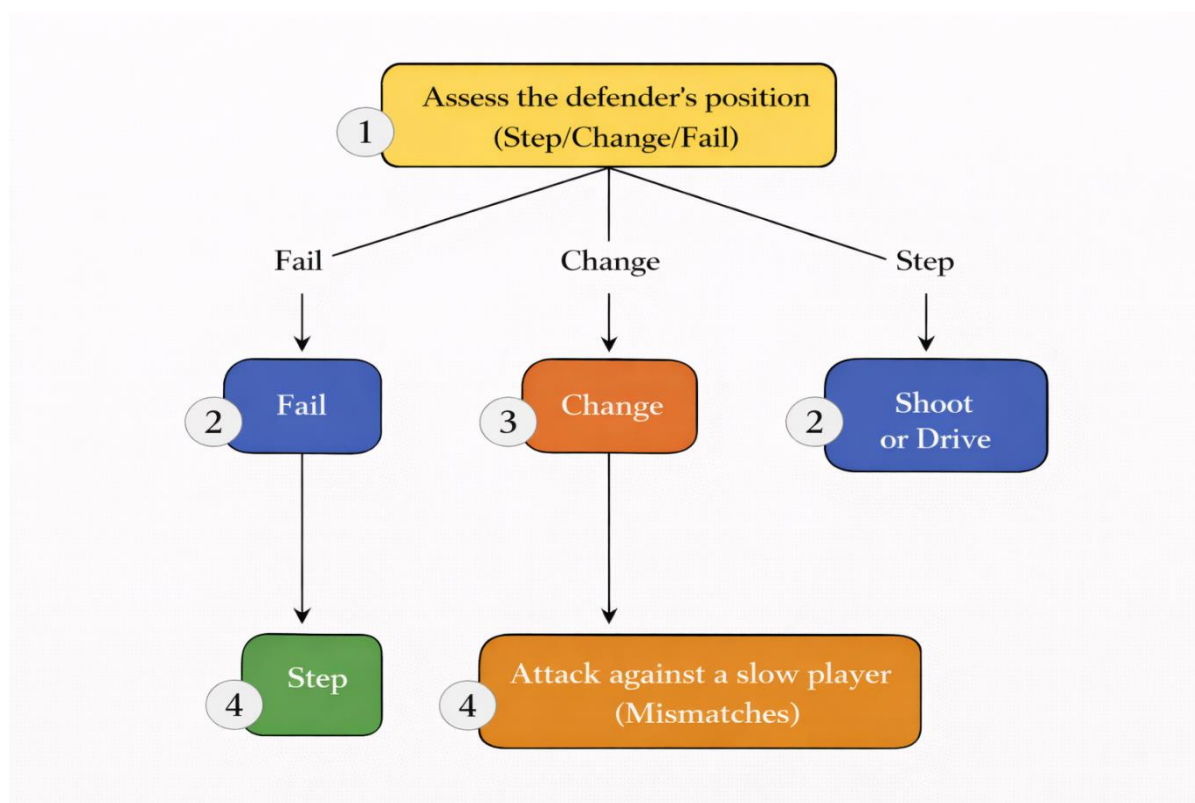 Assess the defender's position
(Step/Change/Fail)
1
Fail
Change
Step
Fail
2
Change
3
Shoot
or Drive
2
Step
4
Attack against a slow player
(Mismatches)
4